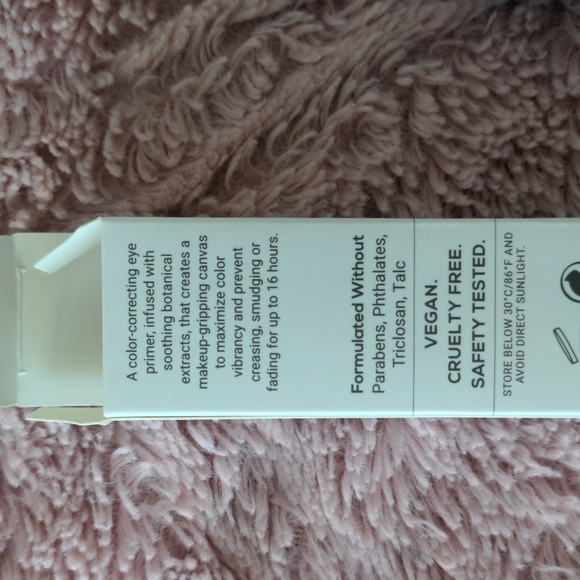 A color-correcting eye
primer, infused with
soothing botanical
extracts, that creates a
makeup-gripping canvas
to maximize color
vibrancy and prevent
creasing, smudging or
fading for up to 16 hours.
Formulated Without
Parabens, Phthalates,
Triclosan, Talc
VEGAN.
CRUELTY FREE.
SAFETY TESTED.
STORE BELOW 30°C/86°F AND
AVOID DIRECT SUNLIGHT.